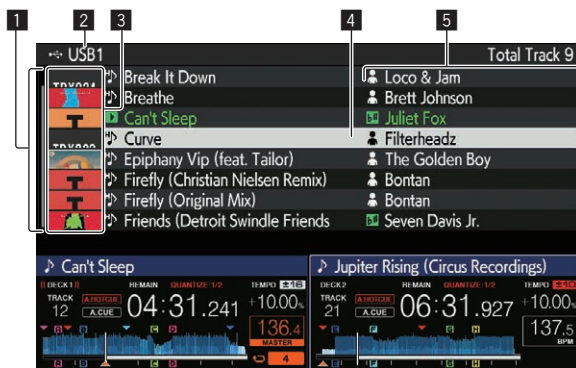 1 2 3 4 5
USB1 Total Track 9
Break It Down Loco & Jam
Breathe Brett Johnson
Can't Sleep Juliet Fox
Curve Filterheadz
Epiphany Vip (feat. Tailor) The Golden Boy
Firefly (Christian Nielsen Remix) Bontan
Firefly (Original Mix) Bontan
Friends (Detroit Swindle Friends Seven Davis Jr.
Can't Sleep Jupiter Rising (Circus Recordings)
DECK1 REMAIN QUANTIZE:1/2 TEMPO ±16 DECK2 REMAIN QUANTIZE:1/2 TEMPO ±10
TRACK 12 A.HOTCUE A.CUE 04:31.241 +10.00% TRACK 21 A.HOTCUE A.CUE 06:31.927 +10.00%
136.4 MASTER 137.5 BPM
4